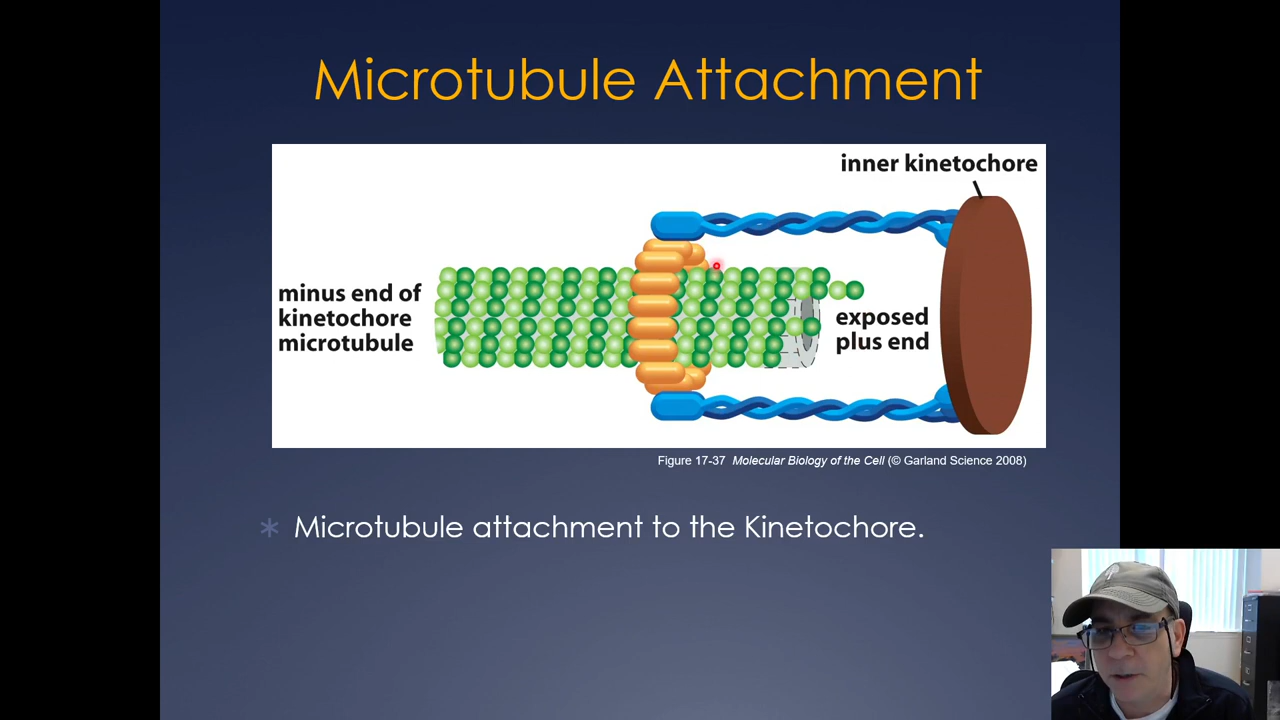 Microtubule Attachment
inner kinetochore
minus end of
kinetochore
microtubule
exposed
plus end
Figure 17-37 Molecular Biology of the Cell (© Garland Science 2008)
* Microtubule attachment to the Kinetochore.